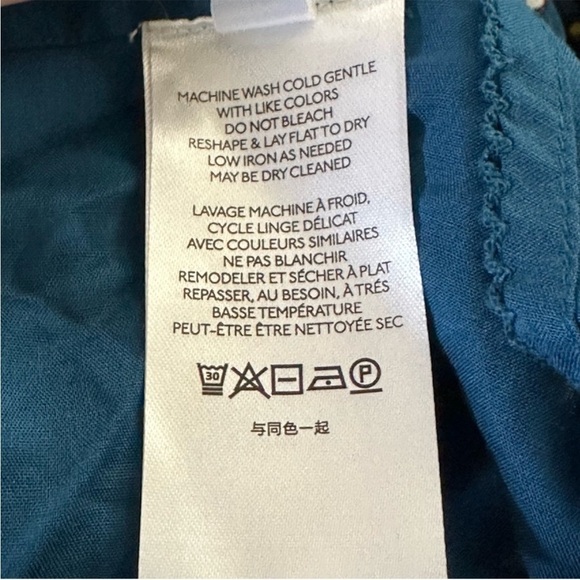 MACHINE WASH COLD GENTLE
WITH LIKE COLORS
DO NOT BLEACH
RESHAPE & LAY FLAT TO DRY
LOW IRON AS NEEDED
MAY BE DRY CLEANED
LAVAGE MACHINE À FROID,
CYCLE LINGE DÉLICAT
AVEC COULEURS SIMILAIRES
NE PAS BLANCHIR
REMODELER ET SÉCHER À PLAT
REPASSER, AU BESOIN, À TRÉS
BASSE TEMPÉRATURE
PEUT-ÊTRE ÊTRE NETTOYÉE SEC
30 P
与同色一起